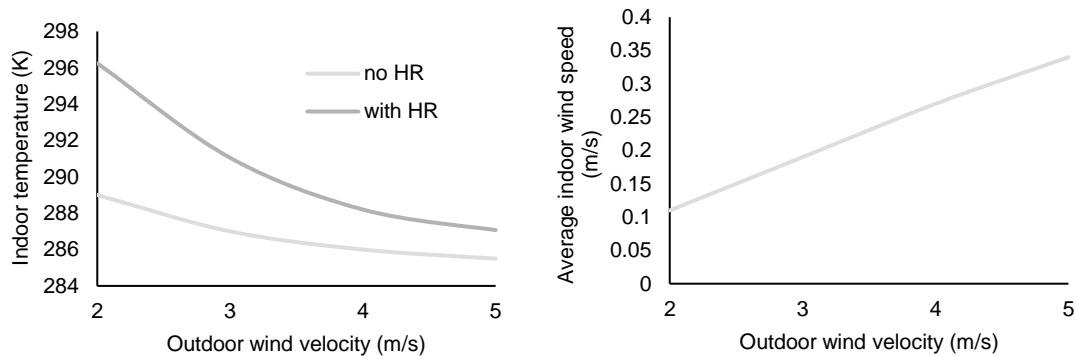 298
296
294
292
290
288
286
284
2 3 4 5
Indoor temperature (K)
Outdoor wind velocity (m/s)
no HR
with HR
0.4
0.35
0.3
0.25
0.2
0.15
0.1
0.05
0
2 3 4 5
Average indoor wind speed
(m/s)
Outdoor wind velocity (m/s)